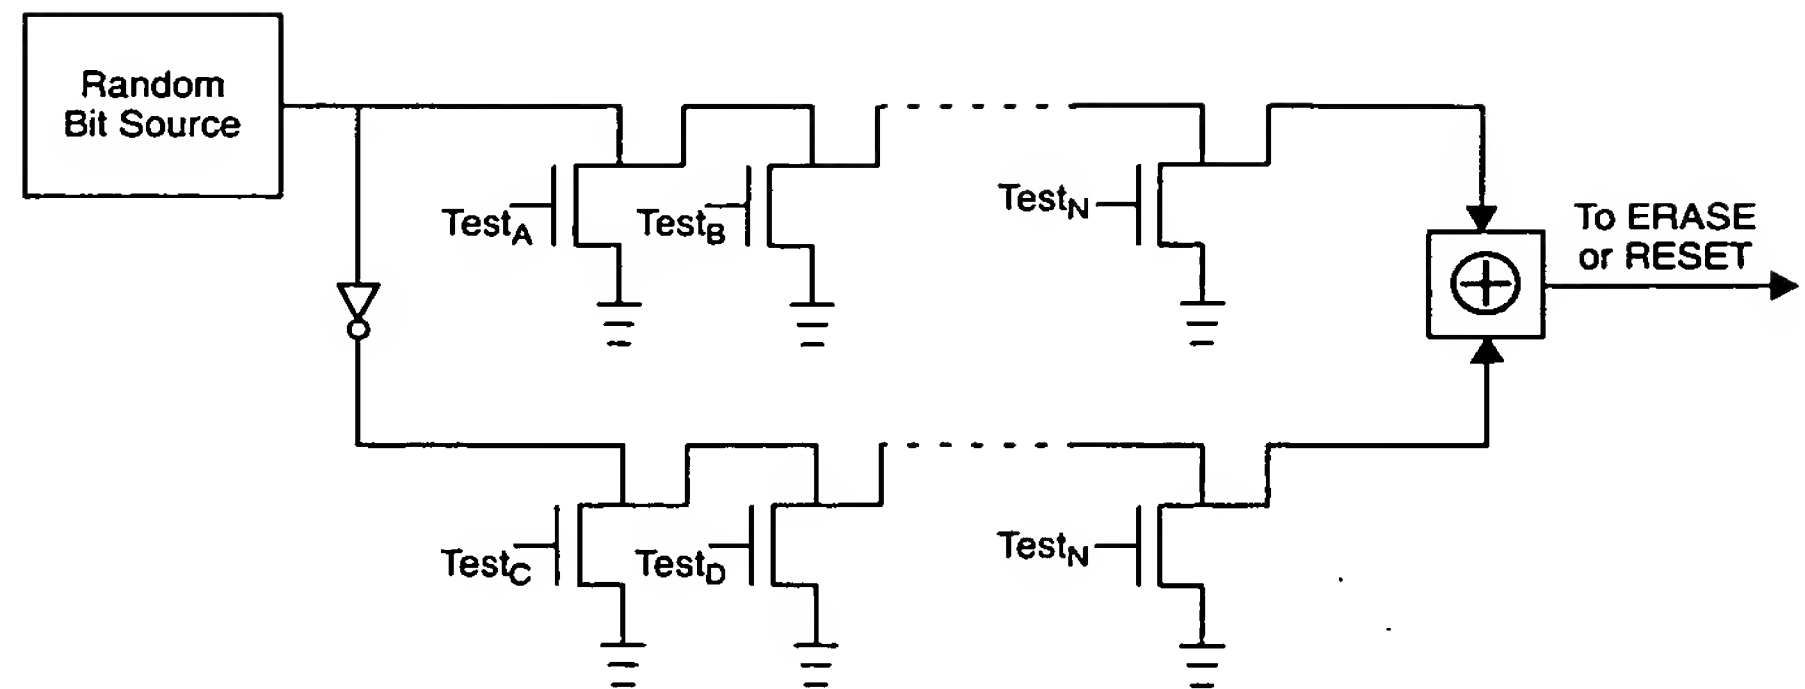 Random
Bit Source
Test_A
Test_B
Test_N
To ERASE
or RESET
Test_C
Test_D
Test_N